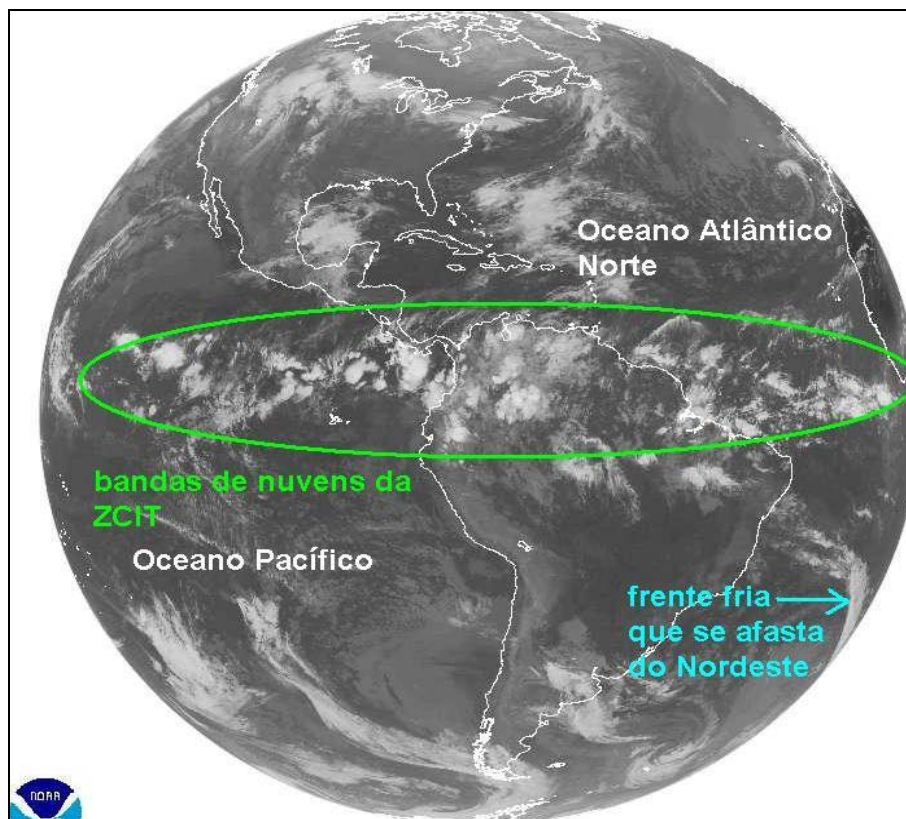 Oceano Atlântico
Norte
bandas de nuvens da
ZCIT
Oceano Pacífico
frente fria
que se afasta
do Nordeste
NOAA